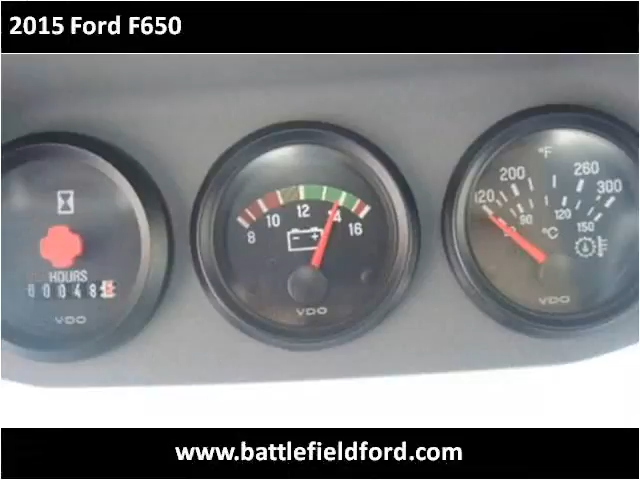 2015 Ford F650
HOURS
00048
VDO
8 10 12 14 16
- +
VDO
°F
120 200 260 300
90 120 150
°C
VDO
www.battlefieldford.com